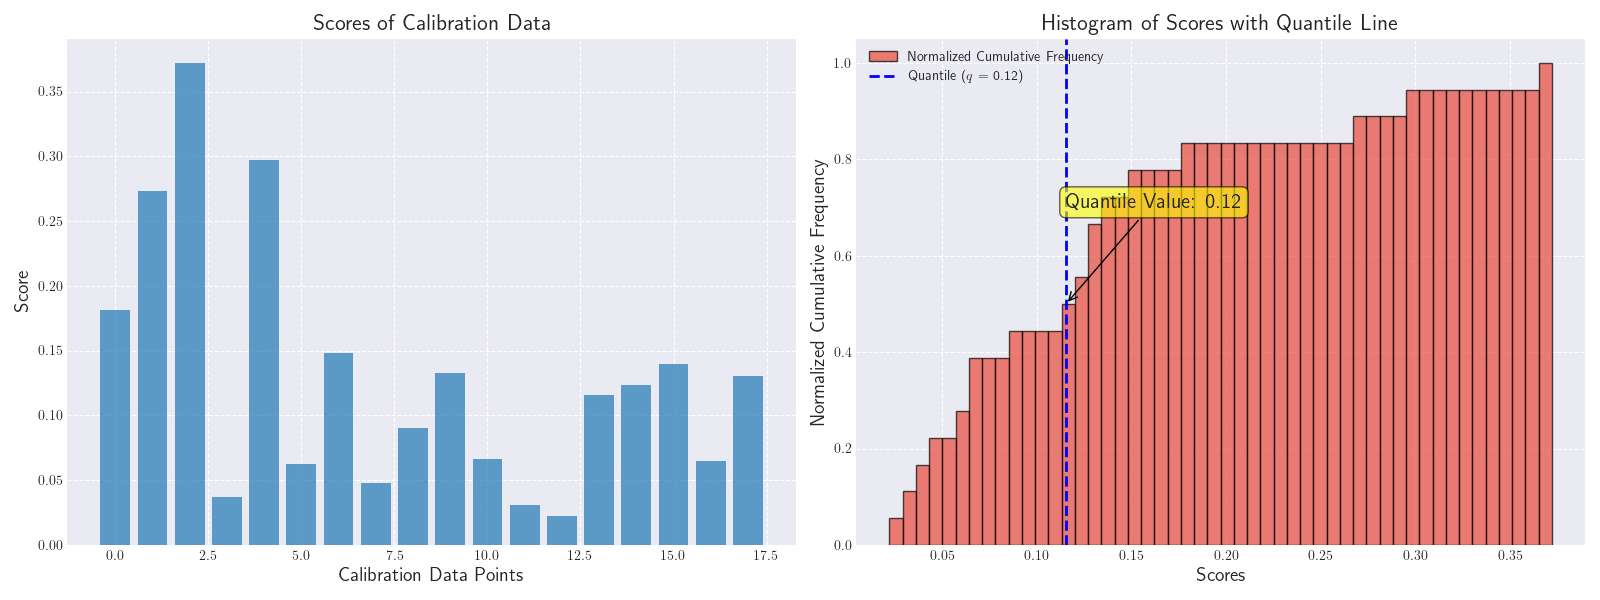 Scores of Calibration Data
Score
0.35
0.30
0.25
0.20
0.15
0.10
0.05
0.00
0.0 2.5 5.0 7.5 10.0 12.5 15.0 17.5
Calibration Data Points
Histogram of Scores with Quantile Line
Normalized Cumulative Frequency
Quantile (q = 0.12)
Quantile Value: 0.12
Normalized Cumulative Frequency
1.0
0.8
0.6
0.4
0.2
0.0
0.05 0.10 0.15 0.20 0.25 0.30 0.35
Scores